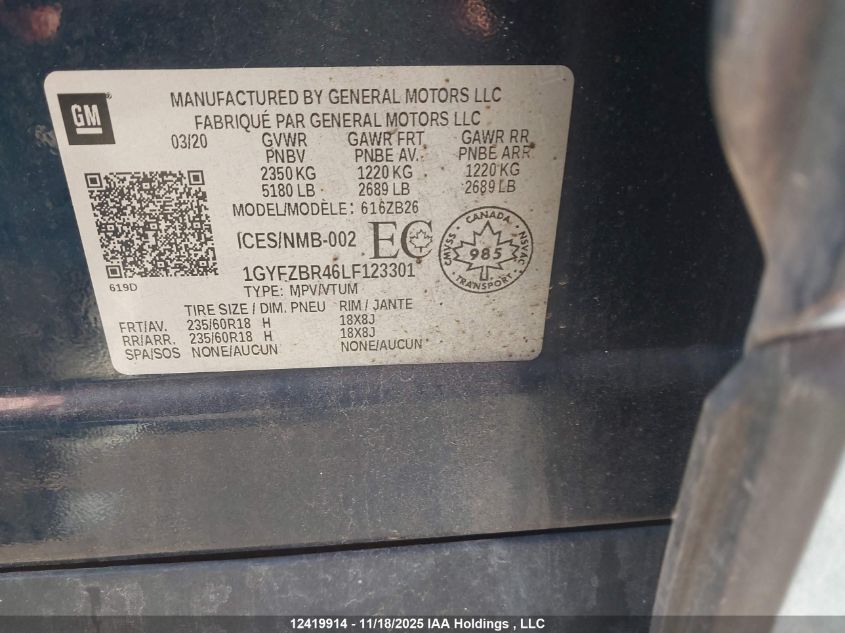 GM
MANUFACTURED BY GENERAL MOTORS LLC
FABRIQUÉ PAR GENERAL MOTORS LLC
03/20 GVWR GAWR FRT GAWR RR
PNBV PNBE AV. PNBE ARR
2350 KG 1220 KG 1220 KG
5180 LB 2689 LB 2689 LB
MODEL/MODÈLE: 616ZB26
ICES/NMB-002 EC
CANADA
CMVSS 985 NSVAC
TRANSPORT
1GYFZBR46LF123301
619D
TYPE: MPV/VTUM
TIRE SIZE / DIM. PNEU RIM / JANTE
FRT/AV. 235/60R18 H 18X8J
RR/ARR. 235/60R18 H 18X8J
SPA/SOS NONE/AUCUN NONE/AUCUN
12419914 - 11/18/2025 IAA Holdings , LLC